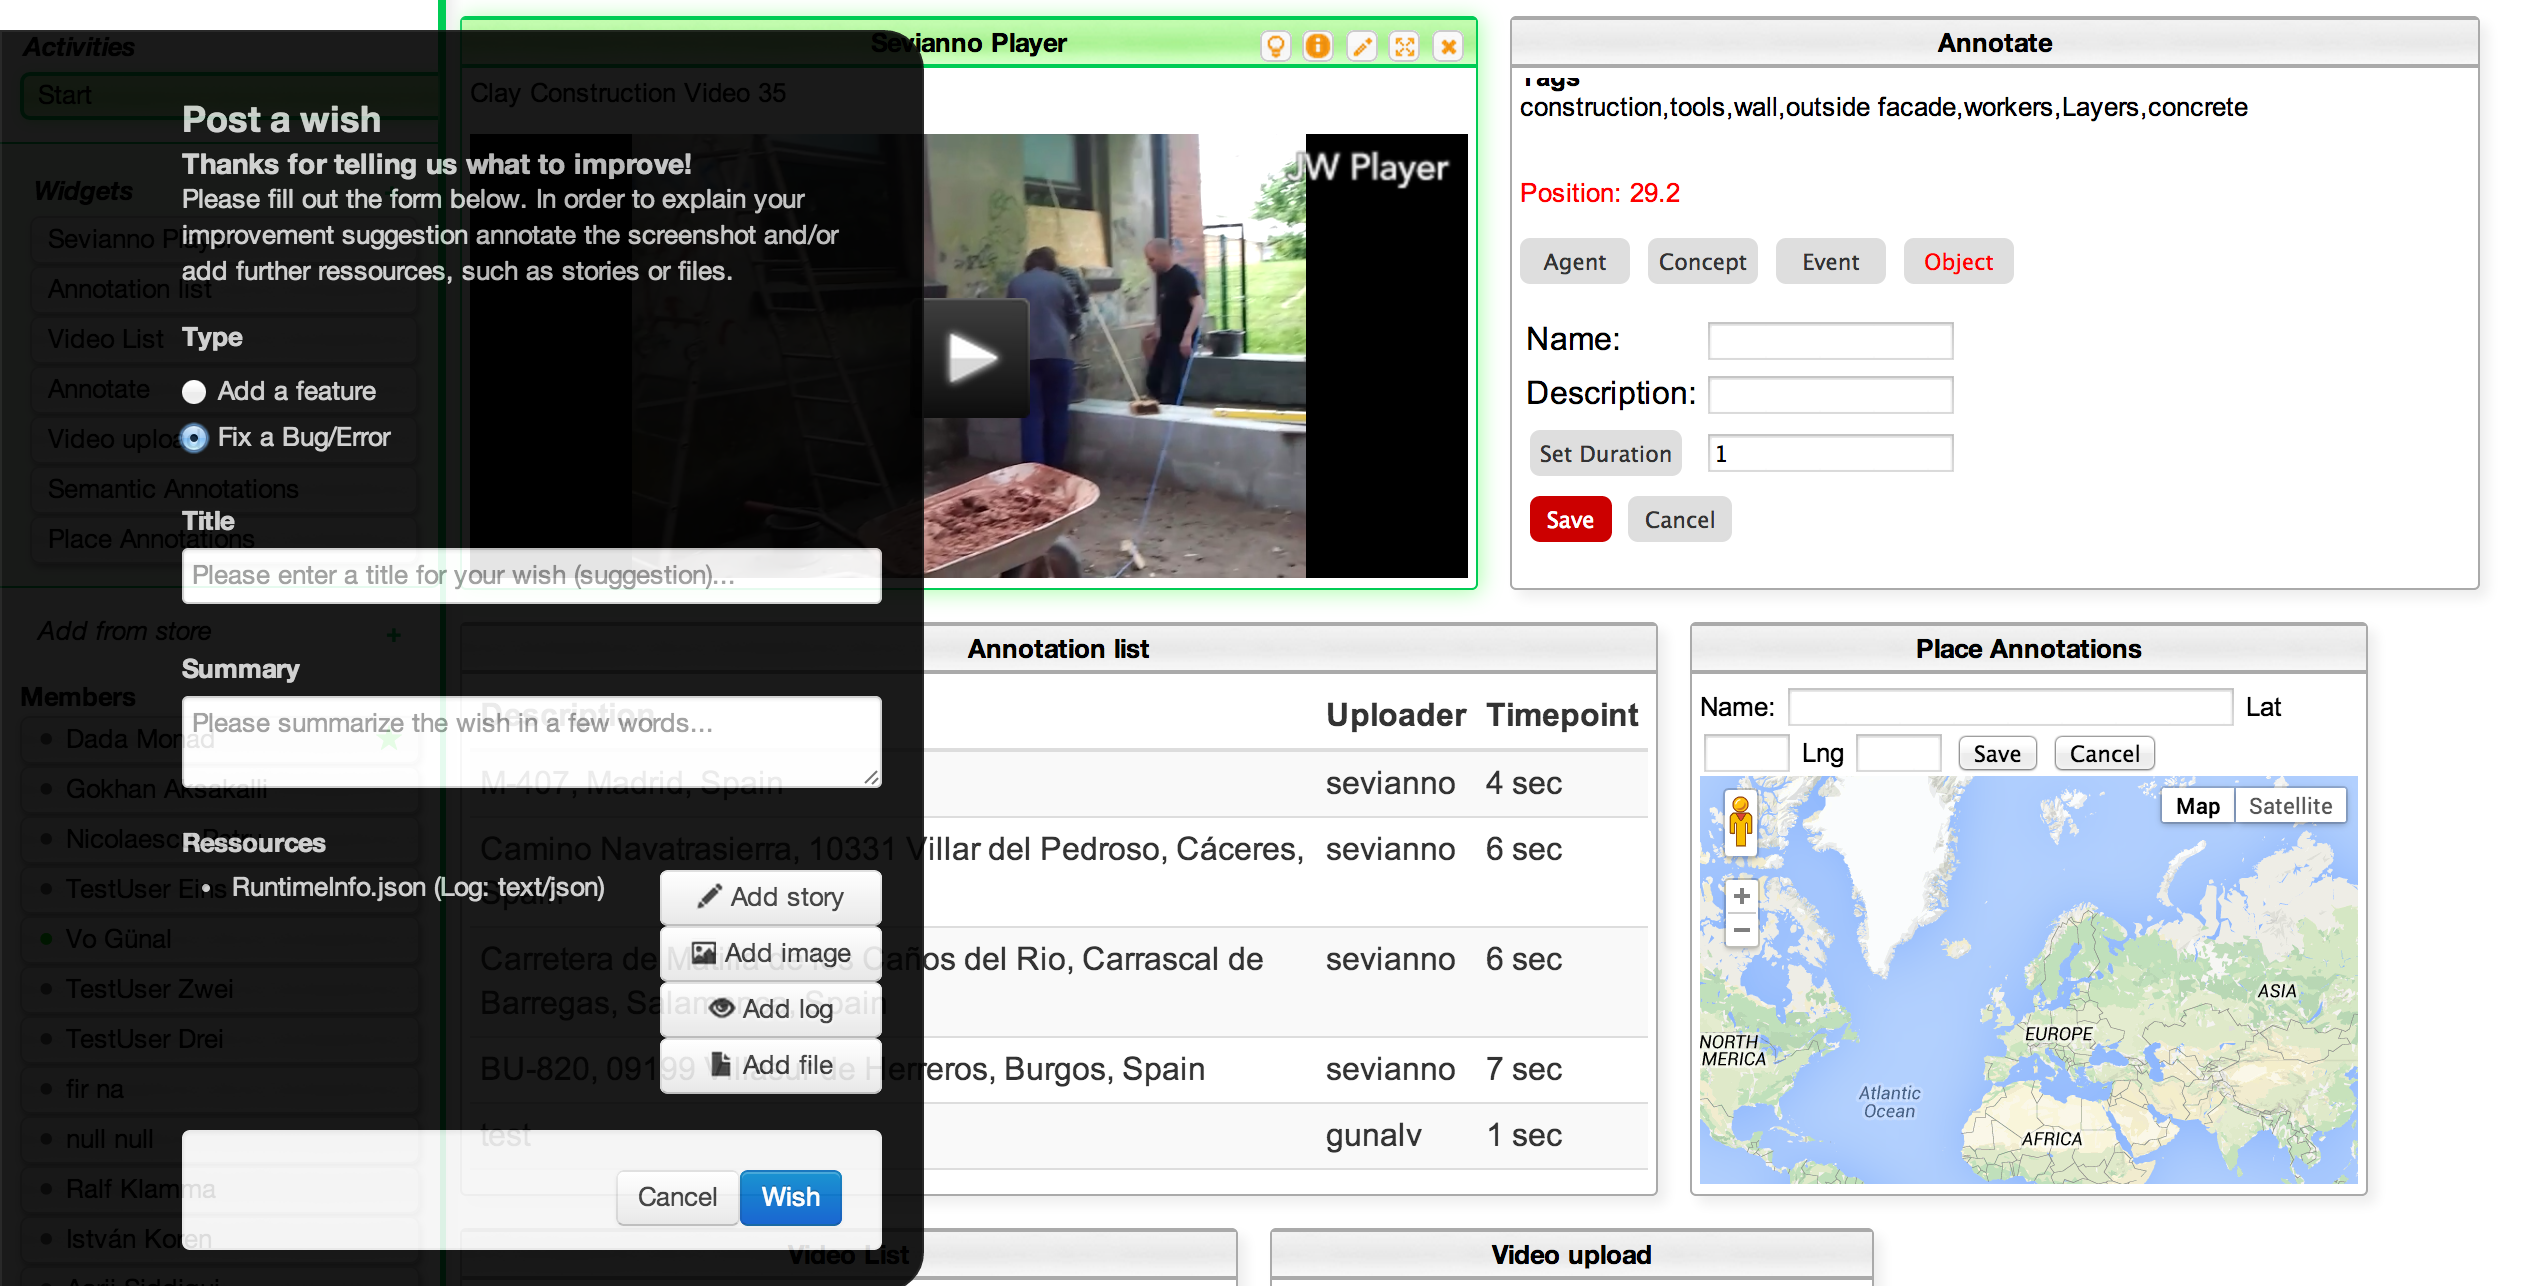 Activities
Start
Widgets
Sevianno Player
Annotation list
Video List
Annotate
Video upload
Semantic Annotations
Place Annotations
Add from store +
Members
Dada Monad
Gokhan Aksakalli
Nicolaescu Petru
TestUser Eins
Vo Günal
TestUser Zwei
TestUser Drei
fir na
null null
Ralf Klamma
István Koren
Post a wish
Thanks for telling us what to improve!
Please fill out the form below. In order to explain your
improvement suggestion annotate the screenshot and/or
add further ressources, such as stories or files.
Type
Add a feature
Fix a Bug/Error
Title
Please enter a title for your wish (suggestion)...
Summary
Please summarize the wish in a few words...
Ressources
• RuntimeInfo.json (Log: text/json)
Add story
Add image
Add log
Add file
Cancel
Wish
Sevianno Player
Clay Construction Video 35
JW Player
Annotate
Tags
construction,tools,wall,outside facade,workers,Layers,concrete
Position: 29.2
Agent Concept Event Object
Name:
Description:
Set Duration 1
Save Cancel
Annotation list
Description Uploader Timepoint
M-407, Madrid, Spain sevianno 4 sec
Camino Navatrasierra, 10331 Villar del Pedroso, Cáceres, sevianno 6 sec
Spain
Carretera de Matilla de los Caños del Rio, Carrascal de sevianno 6 sec
Barregas, Salamanca, Spain
BU-820, 09199 Villasur de Herreros, Burgos, Spain sevianno 7 sec
test gunalv 1 sec
Place Annotations
Name: Lat
Lng Save Cancel
Map Satellite
ASIA
EUROPE
NORTH
MERICA
Atlantic
Ocean
AFRICA
Video List
Video upload